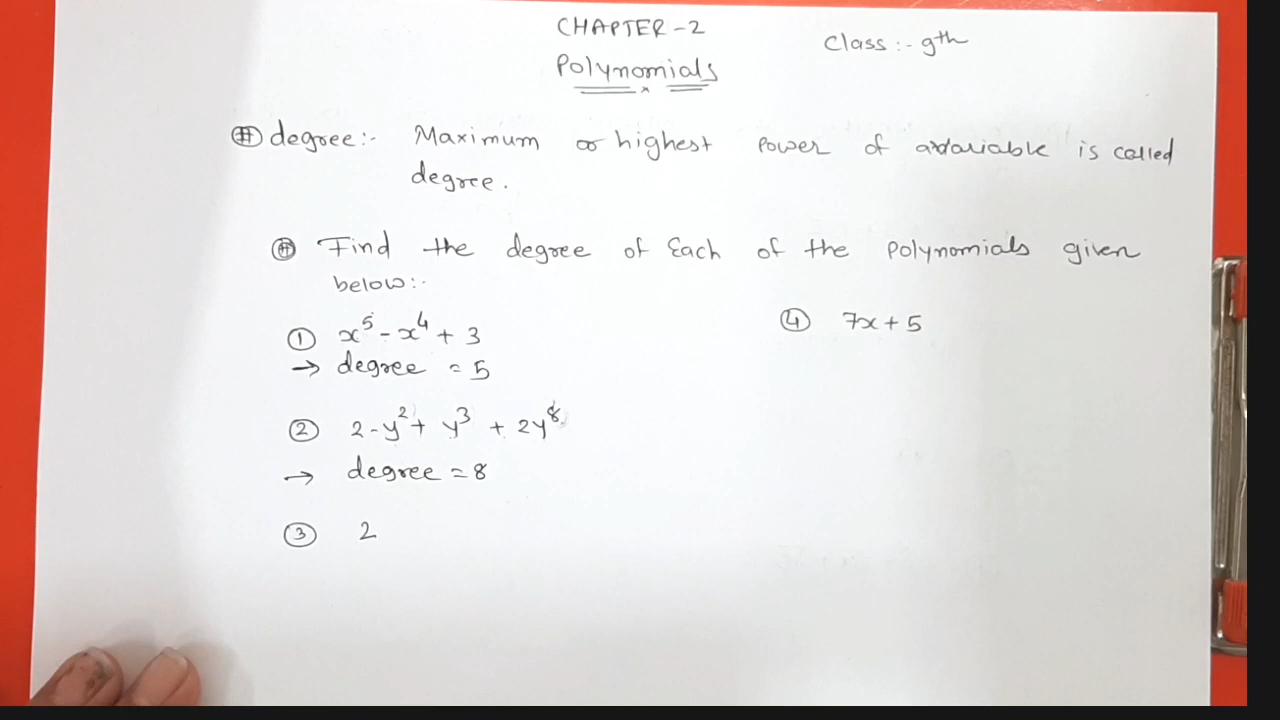 CHAPTER-2
Class:- 9th
Polynomials
# degree:- Maximum or highest power of a variable is called
degree.
# Find the degree of Each of the polynomials given
below:-
① x⁵ - x⁴ + 3
→ degree = 5
② 2 - y² + y³ + 2y⁸
→ degree = 8
③ 2
④ 7x + 5